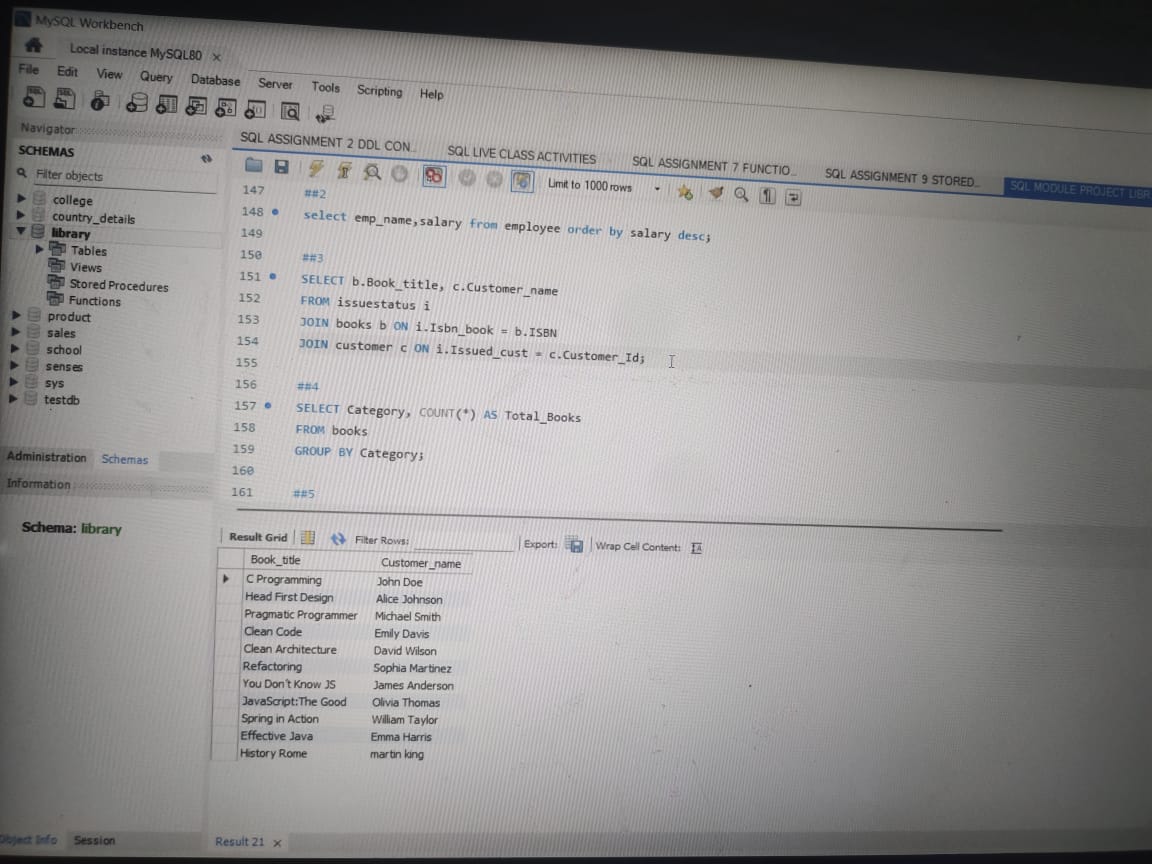 MySQL Workbench
Local instance MySQL80 ×
File Edit View Query Database Server Tools Scripting Help
Navigator
SQL ASSIGNMENT 2 DDL CON... SQL LIVE CLASS ACTIVITIES SQL ASSIGNMENT 7 FUNCTIO... SQL ASSIGNMENT 9 STORED... SQL MODULE PROJECT LIBR
SCHEMAS
Filter objects
Limit to 1000 rows
college
country_details
library
Tables
Views
Stored Procedures
Functions
product
sales
school
senses
sys
testdb
Administration Schemas
Information
Schema: library
147 ##2
148 select emp_name,salary from employee order by salary desc;
149
150 ##3
151 SELECT b.Book_title, c.Customer_name
152 FROM issuestatus i
153 JOIN books b ON i.Isbn_book = b.ISBN
154 JOIN customer c ON i.Issued_cust = c.Customer_Id;
155
156 ##4
157 SELECT Category, COUNT(*) AS Total_Books
158 FROM books
159 GROUP BY Category;
160
161 ##5
Result Grid Filter Rows: Export: Wrap Cell Content: IA
Book_title Customer_name
C Programming John Doe
Head First Design Alice Johnson
Pragmatic Programmer Michael Smith
Clean Code Emily Davis
Clean Architecture David Wilson
Refactoring Sophia Martinez
You Don't Know JS James Anderson
JavaScript:The Good Olivia Thomas
Spring in Action William Taylor
Effective Java Emma Harris
History Rome martin king
Object Info Session
Result 21 ×